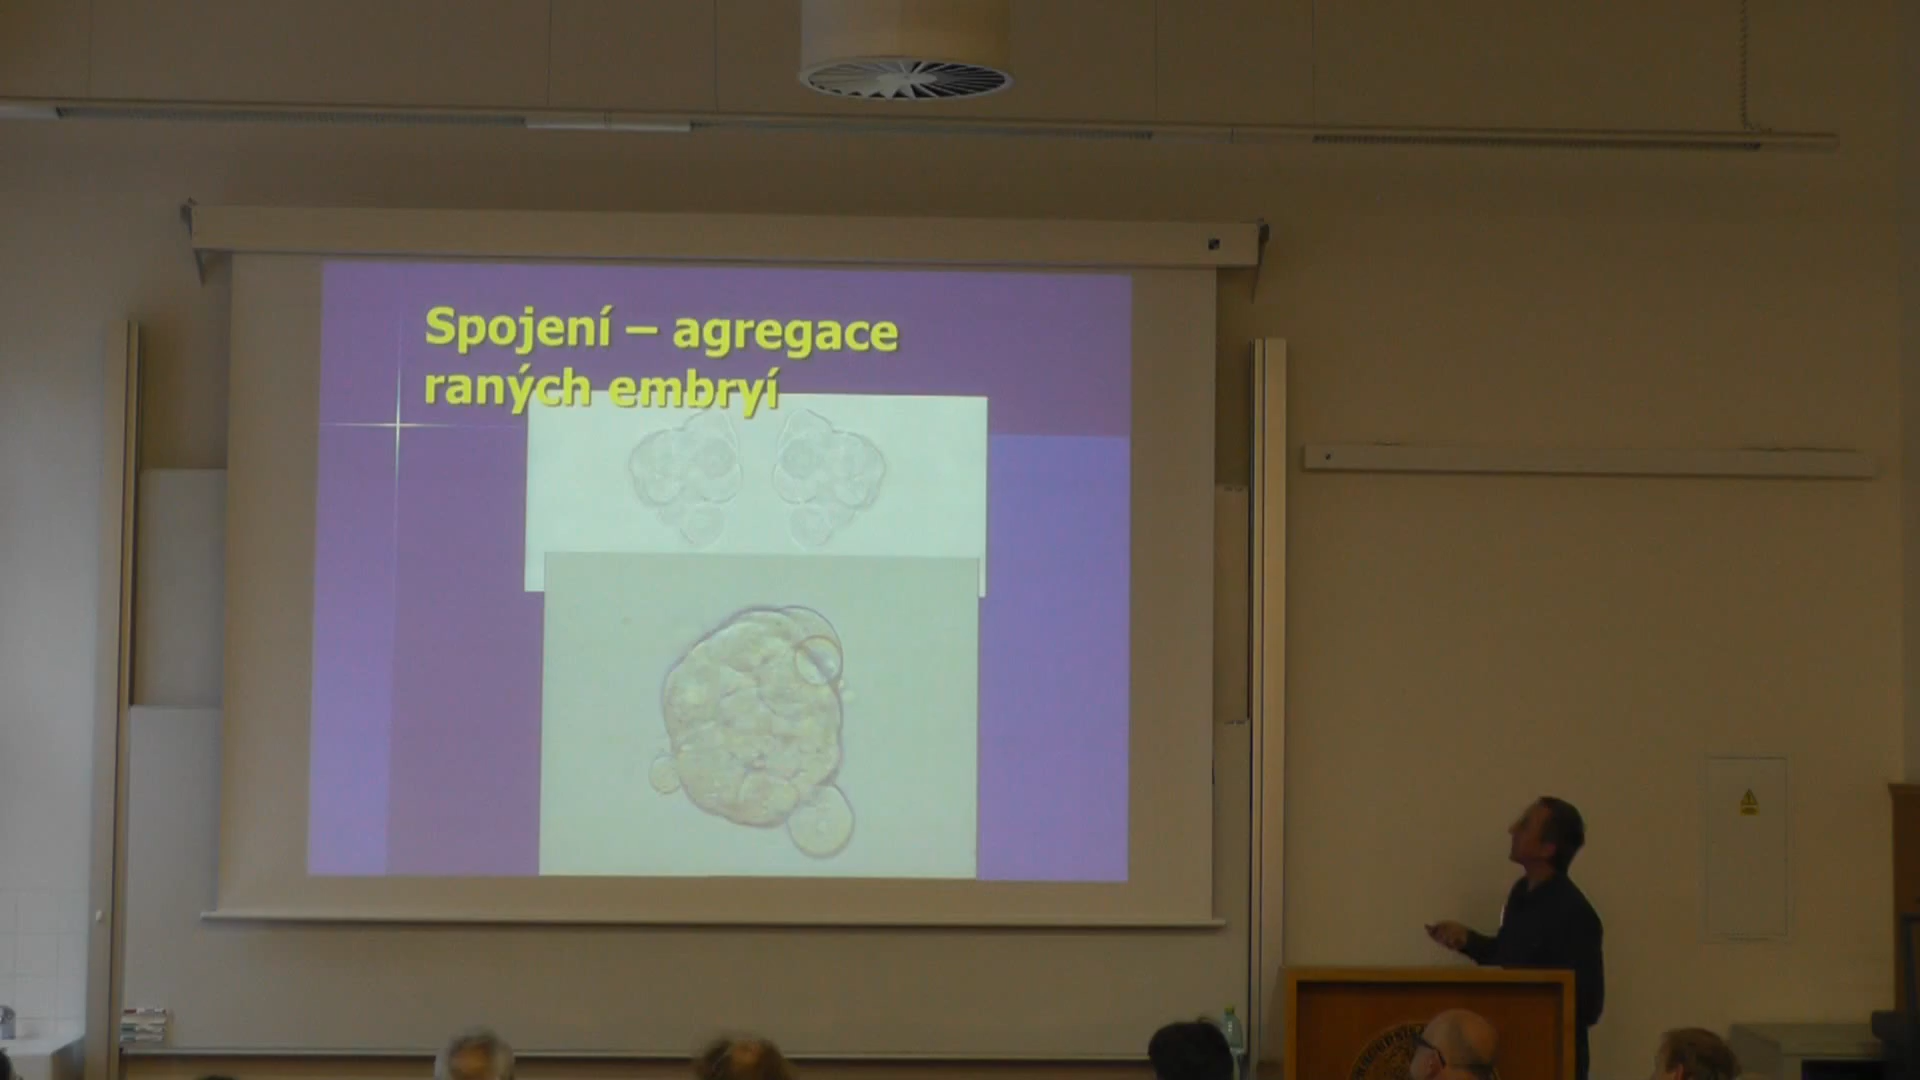 Spojení – agregace
raných embryí